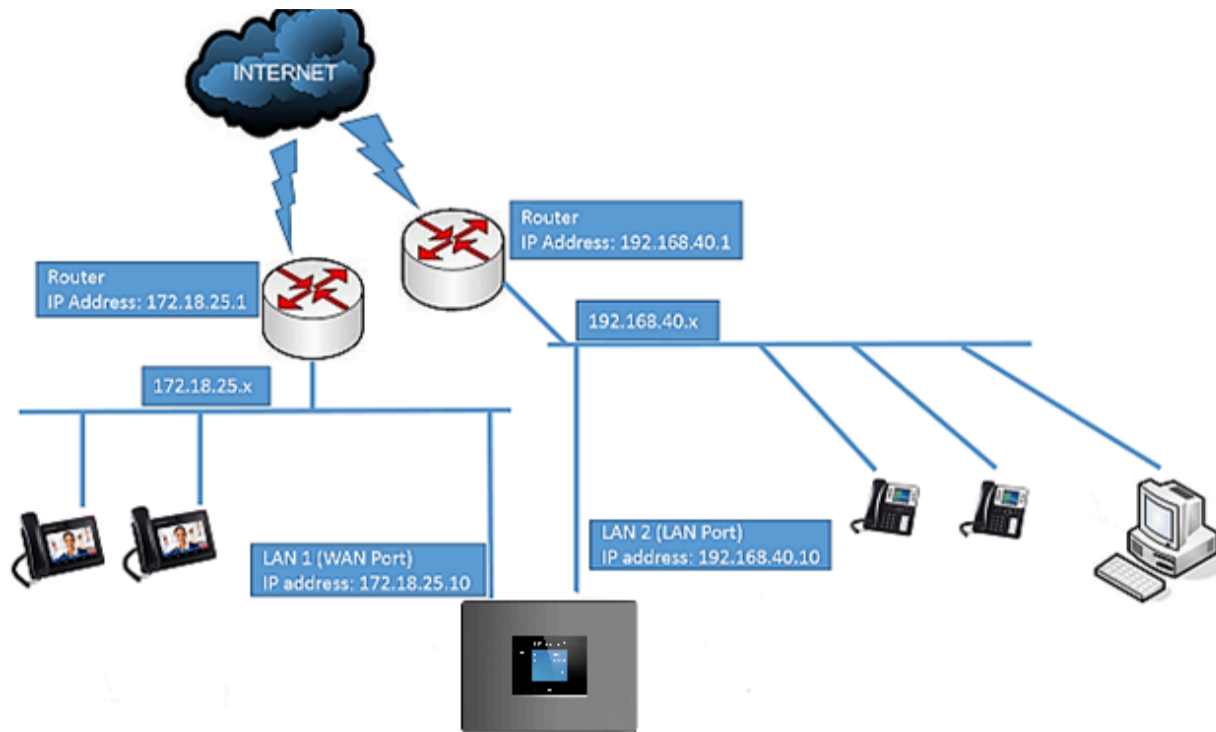 INTERNET
Router
IP Address: 192.168.40.1
Router
IP Address: 172.18.25.1
192.168.40.x
172.18.25.x
LAN 1 (WAN Port)
IP address: 172.18.25.10
LAN 2 (LAN Port)
IP address: 192.168.40.10